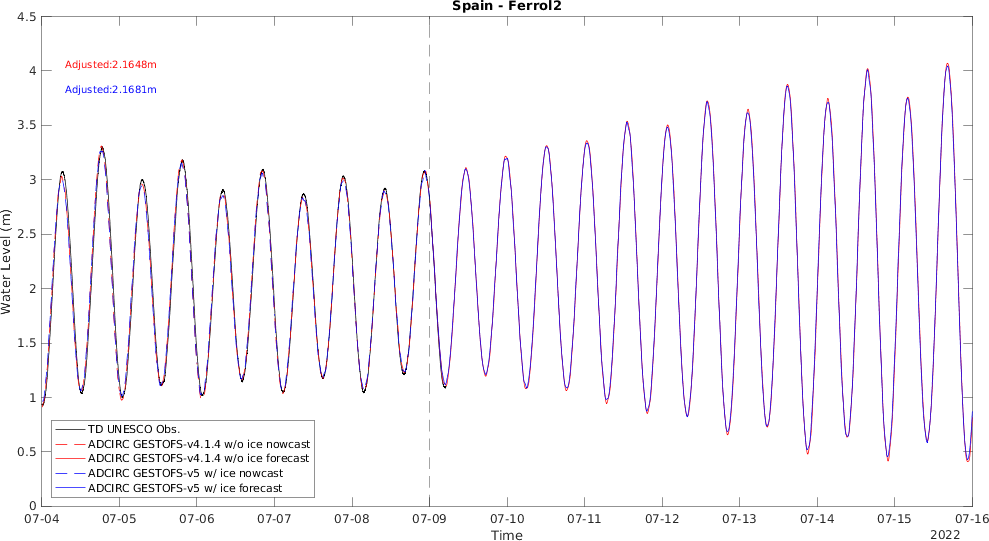 Spain - Ferrol2
Adjusted:2.1648m
Adjusted:2.1681m
Water Level (m)
4.5
4
3.5
3
2.5
2
1.5
1
0.5
0
TD UNESCO Obs.
ADCIRC GESTOFS-v4.1.4 w/o ice nowcast
ADCIRC GESTOFS-v4.1.4 w/o ice forecast
ADCIRC GESTOFS-v5 w/ ice nowcast
ADCIRC GESTOFS-v5 w/ ice forecast
07-04 07-05 07-06 07-07 07-08 07-09 07-10 07-11 07-12 07-13 07-14 07-15 07-16
Time
2022